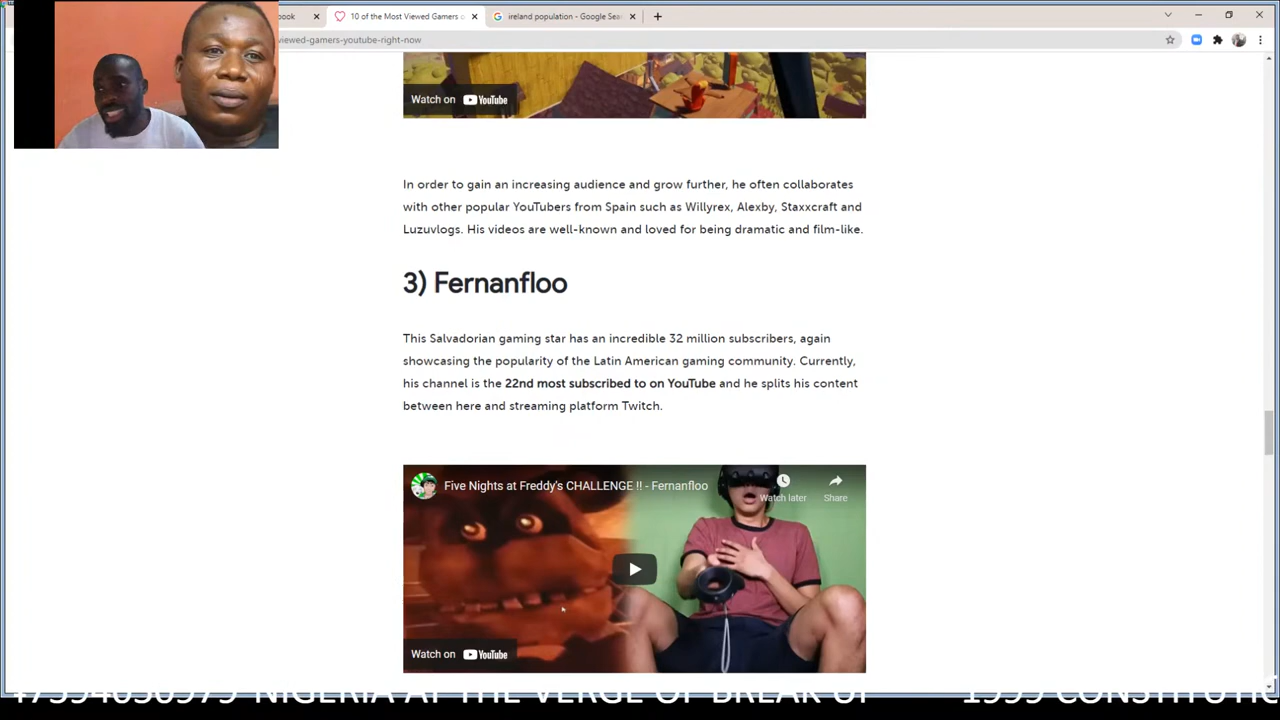 ook
10 of the Most Viewed Gamers o
ireland population - Google Sea
viewed-gamers-youtube-right-now
Watch on YouTube
In order to gain an increasing audience and grow further, he often collaborates
with other popular YouTubers from Spain such as Willyrex, Alexby, Staxxcraft and
Luzuvlogs. His videos are well-known and loved for being dramatic and film-like.
3) Fernanfloo
This Salvadorian gaming star has an incredible 32 million subscribers, again
showcasing the popularity of the Latin American gaming community. Currently,
his channel is the 22nd most subscribed to on YouTube and he splits his content
between here and streaming platform Twitch.
Five Nights at Freddy's CHALLENGE !! - Fernanfloo
Watch later
Share
Watch on YouTube
NIGERIA AT THE VERGE OF BREAK OF 1999 CONSTITUTIO